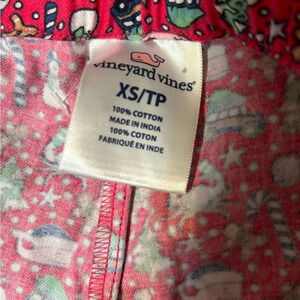 vineyard vines®
XS/TP
100% COTTON
MADE IN INDIA
100% COTON
FABRIQUÉ EN INDE